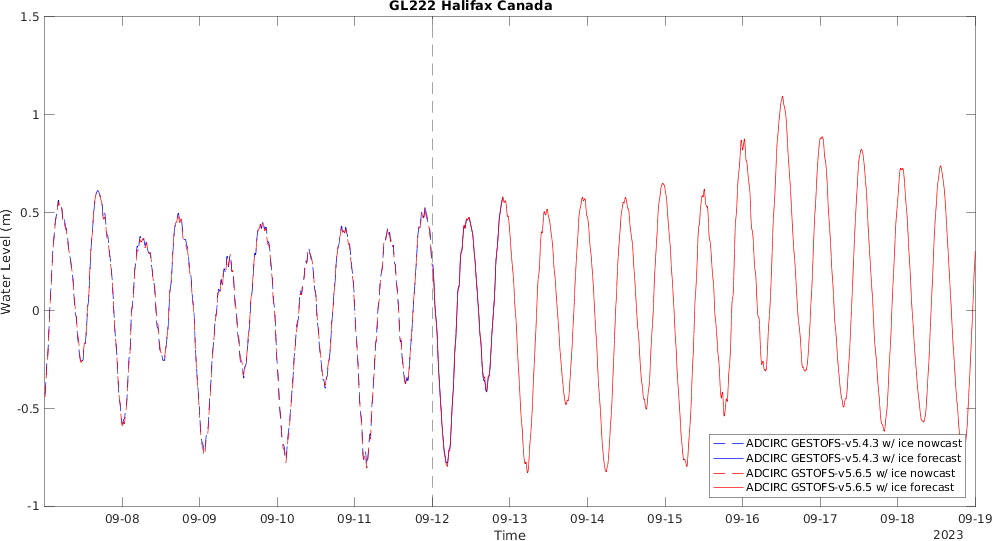 GL222 Halifax Canada
1.5
1
0.5
0
-0.5
-1
Water Level (m)
09-08 09-09 09-10 09-11 09-12 09-13 09-14 09-15 09-16 09-17 09-18 09-19
Time
2023
ADCIRC GESTOFS-v5.4.3 w/ ice nowcast
ADCIRC GESTOFS-v5.4.3 w/ ice forecast
ADCIRC GSTOFS-v5.6.5 w/ ice nowcast
ADCIRC GSTOFS-v5.6.5 w/ ice forecast